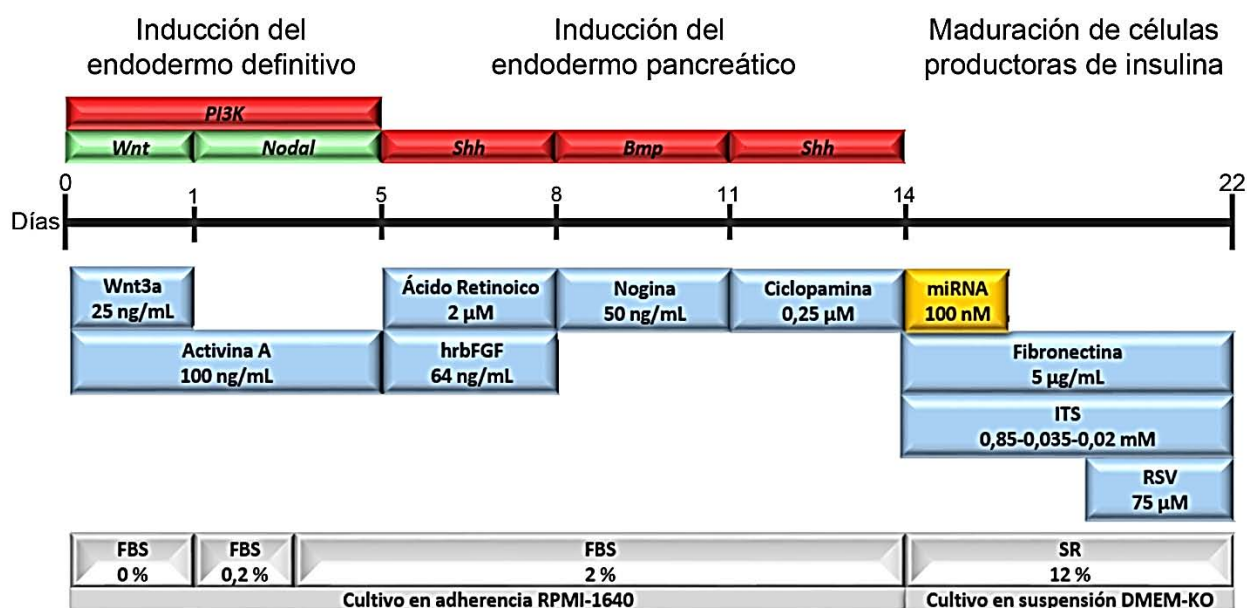 Inducción del
endodermo definitivo
Inducción del
endodermo pancreático
Maduración de células
productoras de insulina
PI3K
Wnt
Nodal
Shh
Bmp
Shh
0
1
5
8
11
14
22
Días
Wnt3a
25 ng/mL
Activina A
100 ng/mL
Ácido Retinoico
2 μM
hrbFGF
64 ng/mL
Nogina
50 ng/mL
Ciclopamina
0,25 μM
miRNA
100 nM
Fibronectina
5 μg/mL
ITS
0,85-0,035-0,02 mM
RSV
75 μM
FBS
0 %
FBS
0,2 %
FBS
2 %
SR
12 %
Cultivo en adherencia RPMI-1640
Cultivo en suspensión DMEM-KO